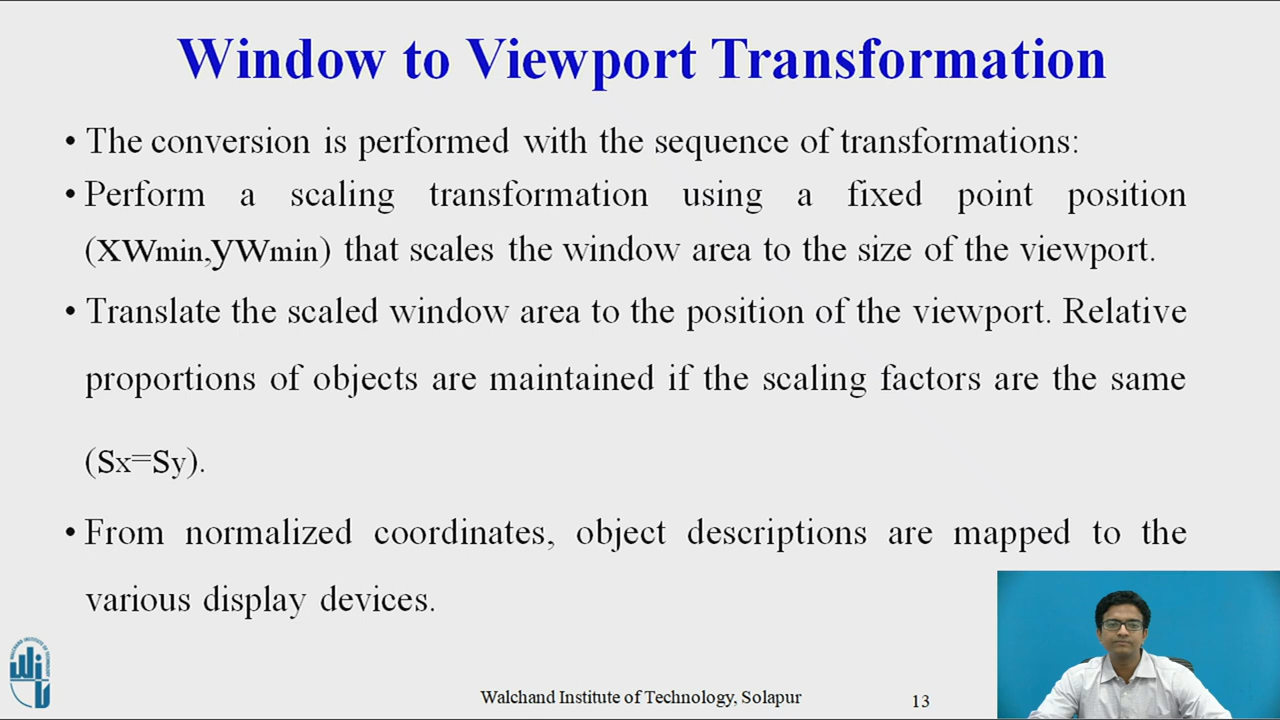 Window to Viewport Transformation
• The conversion is performed with the sequence of transformations:
• Perform a scaling transformation using a fixed point position
(XWmin,YWmin) that scales the window area to the size of the viewport.
• Translate the scaled window area to the position of the viewport. Relative
proportions of objects are maintained if the scaling factors are the same
(Sx=Sy).
• From normalized coordinates, object descriptions are mapped to the
various display devices.
WALCHAND INSTITUTE OF TECHNOLOGY
Walchand Institute of Technology, Solapur
13